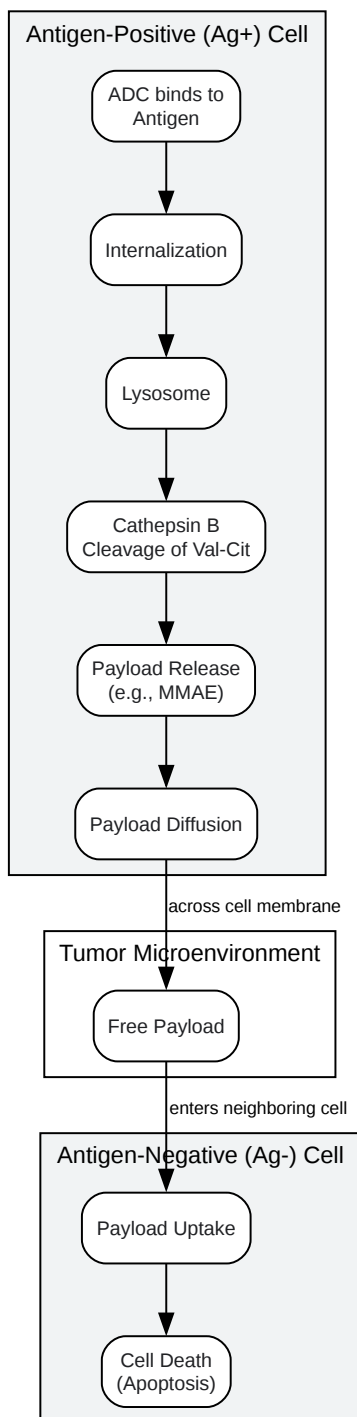 Antigen-Positive (Ag+) Cell
ADC binds to
Antigen
Internalization
Lysosome
Cathepsin B
Cleavage of Val-Cit
Payload Release
(e.g., MMAE)
Payload Diffusion
across cell membrane
Tumor Microenvironment
Free Payload
enters neighboring cell
Antigen-Negative (Ag-) Cell
Payload Uptake
Cell Death
(Apoptosis)